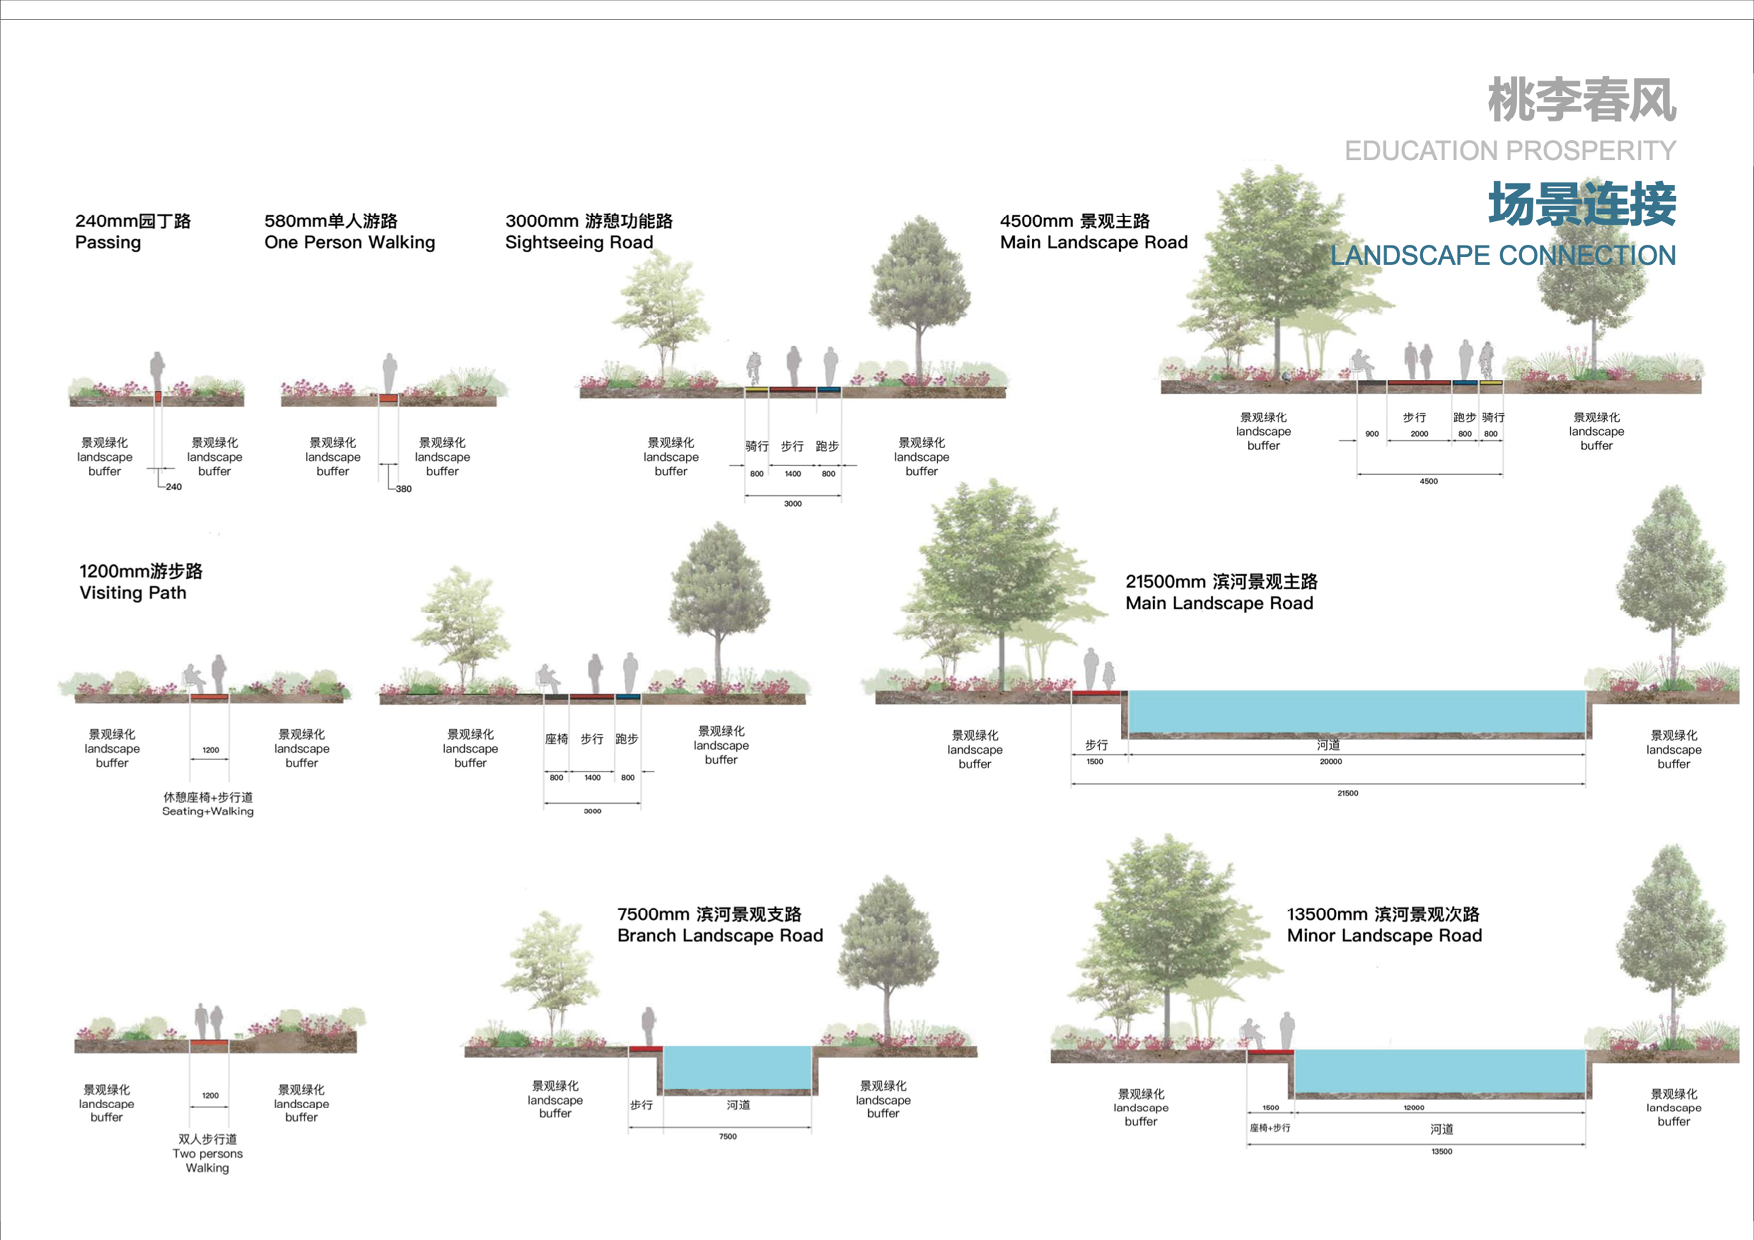 桃李春风
EDUCATION PROSPERITY
场景连接
LANDSCAPE CONNECTION
240mm园丁路
Passing
景观绿化
landscape
buffer
景观绿化
landscape
buffer
240
580mm单人游路
One Person Walking
景观绿化
landscape
buffer
景观绿化
landscape
buffer
380
3000mm 游憩功能路
Sightseeing Road
景观绿化
landscape
buffer
骑行
步行
跑步
800
1400
800
3000
景观绿化
landscape
buffer
4500mm 景观主路
Main Landscape Road
景观绿化
landscape
buffer
步行
跑步
骑行
900
2000
800
800
4500
景观绿化
landscape
buffer
1200mm游步路
Visiting Path
景观绿化
landscape
buffer
1200
景观绿化
landscape
buffer
休憩座椅+步行道
Seating+Walking
景观绿化
landscape
buffer
座椅
步行
跑步
800
1400
800
3000
景观绿化
landscape
buffer
21500mm 滨河景观主路
Main Landscape Road
景观绿化
landscape
buffer
步行
河道
1500
20000
21500
景观绿化
landscape
buffer
景观绿化
landscape
buffer
1200
景观绿化
landscape
buffer
双人步行道
Two persons
Walking
7500mm 滨河景观支路
Branch Landscape Road
景观绿化
landscape
buffer
步行
河道
7500
景观绿化
landscape
buffer
13500mm 滨河景观次路
Minor Landscape Road
景观绿化
landscape
buffer
1500
12000
座椅+步行
河道
13500
景观绿化
landscape
buffer